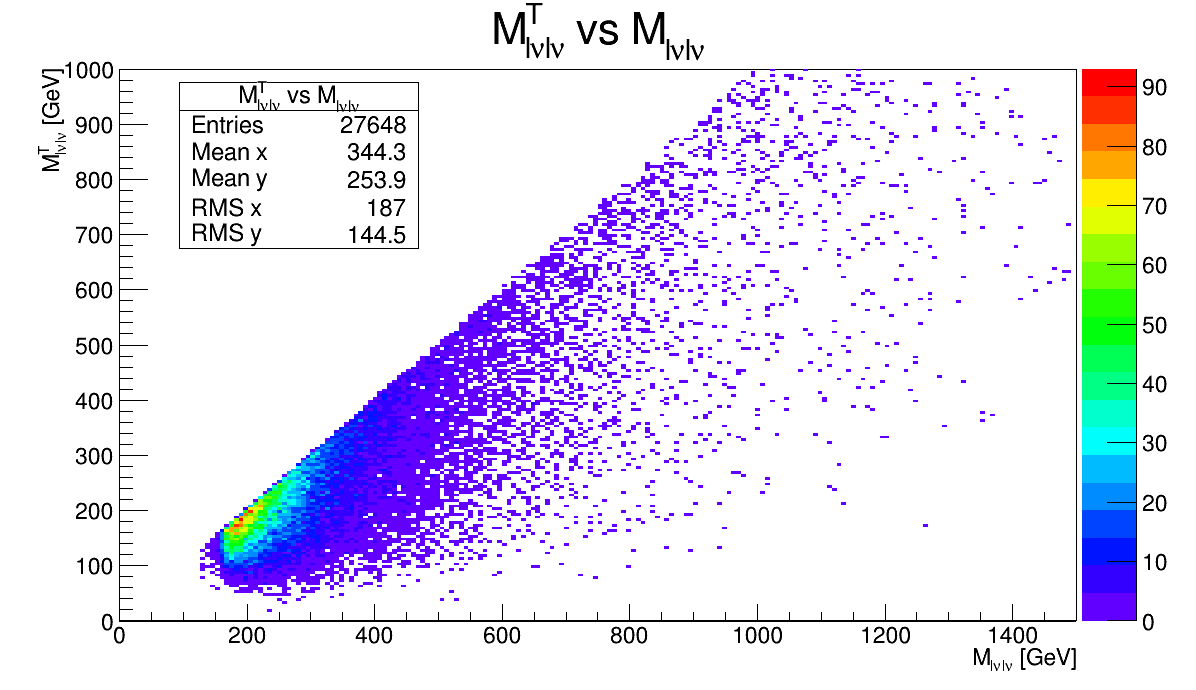 M^T_lνlν vs M_lνlν
M^T_lνlν [GeV]
M^T_lνlν vs M_lνlν
Entries 27648
Mean x 344.3
Mean y 253.9
RMS x 187
RMS y 144.5
1000
900
800
700
600
500
400
300
200
100
0
0 200 400 600 800 1000 1200 1400
M_lνlν [GeV]
90
80
70
60
50
40
30
20
10
0